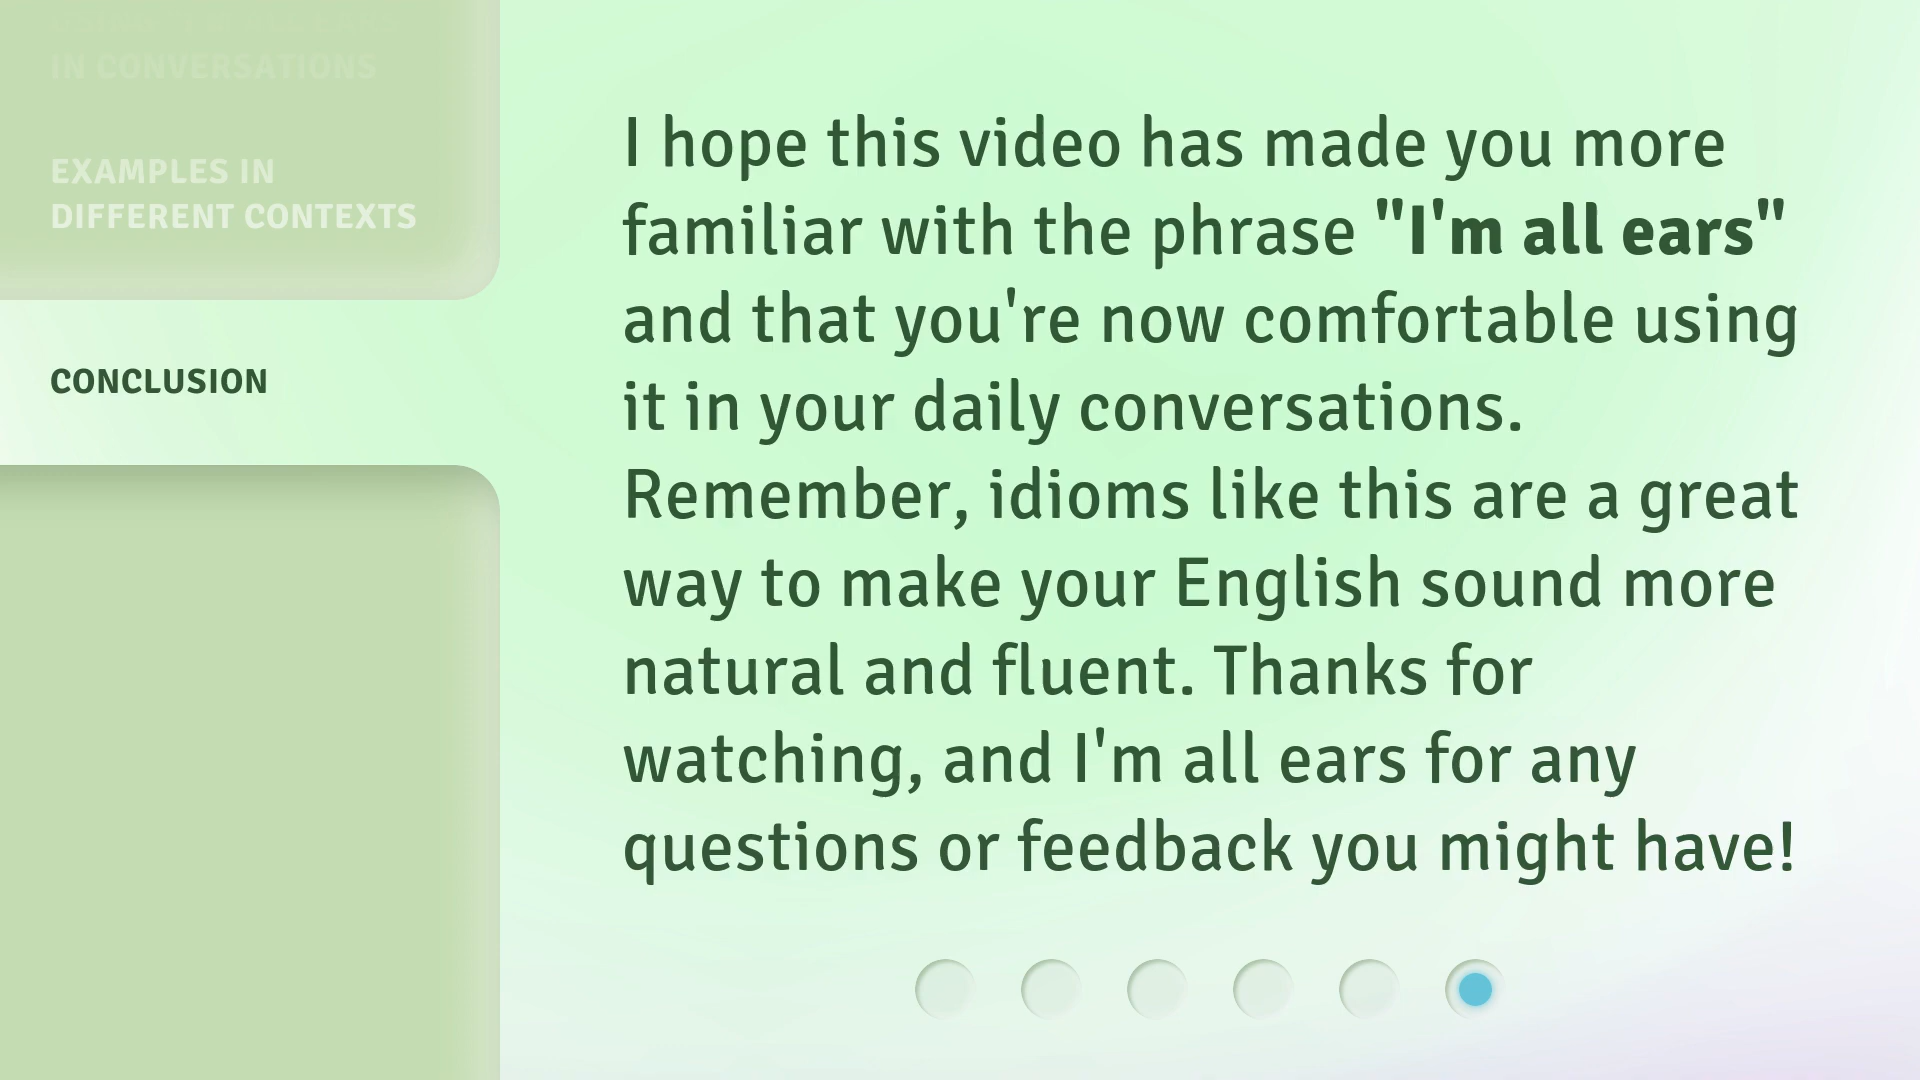 IN CONVERSATIONS
EXAMPLES IN
DIFFERENT CONTEXTS
CONCLUSION
I hope this video has made you more
familiar with the phrase "I'm all ears"
and that you're now comfortable using
it in your daily conversations.
Remember, idioms like this are a great
way to make your English sound more
natural and fluent. Thanks for
watching, and I'm all ears for any
questions or feedback you might have!